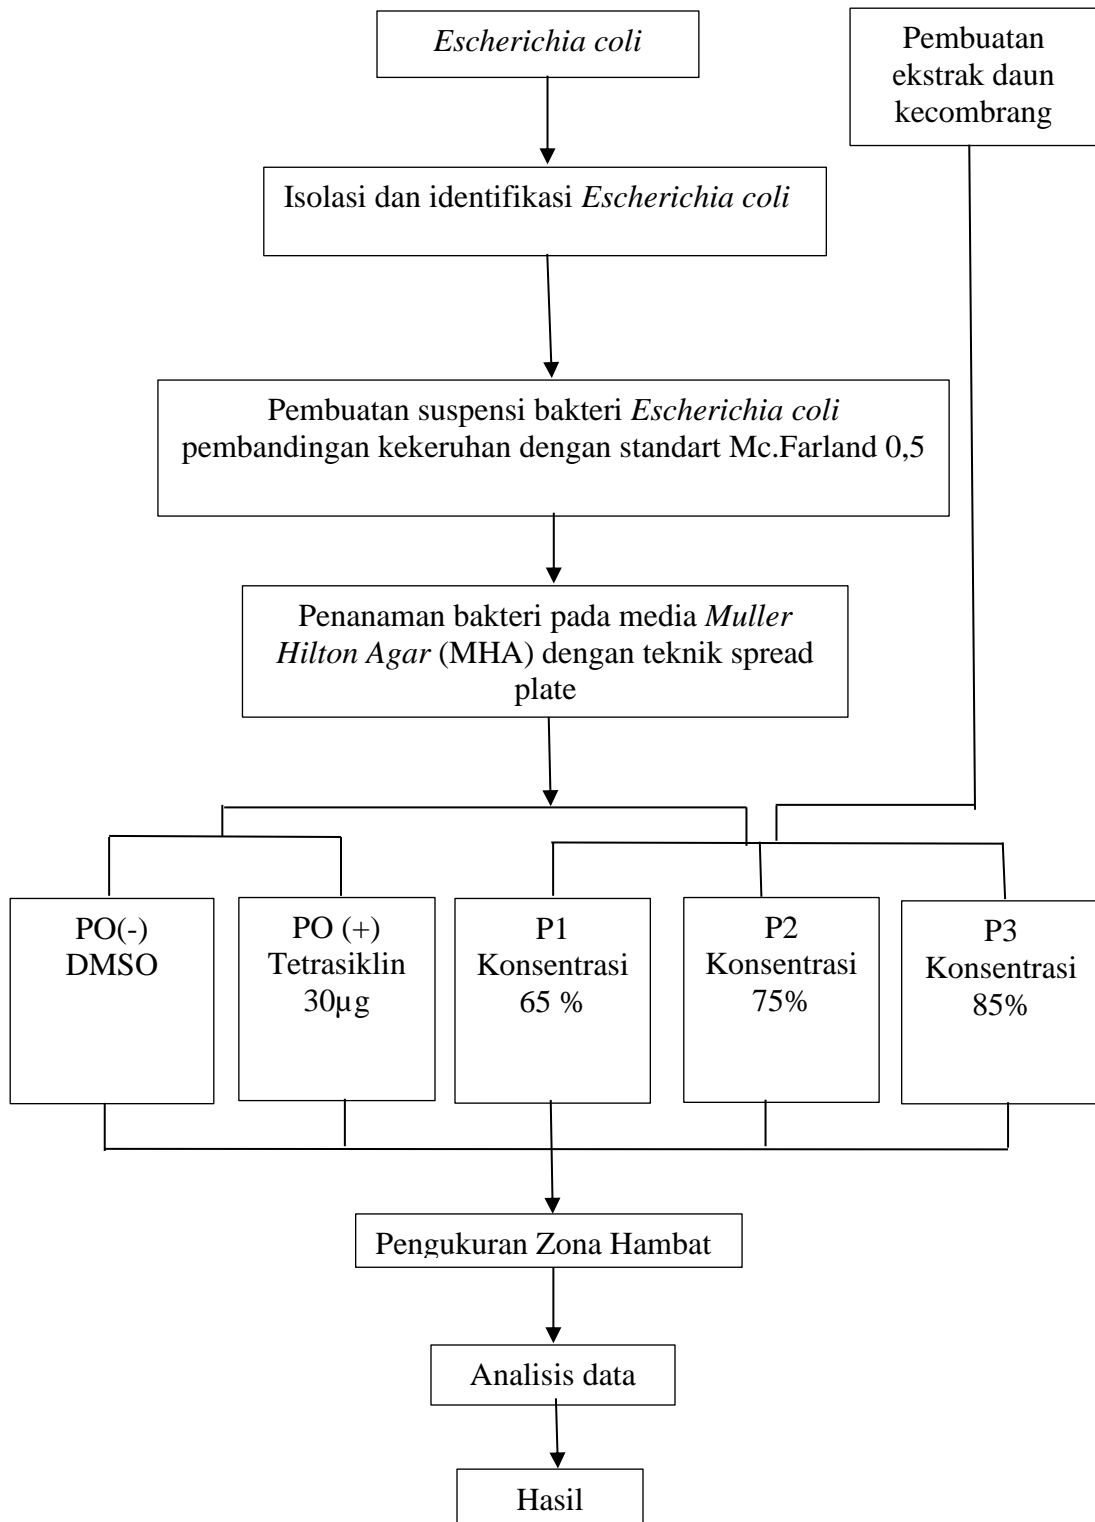 Escherichia coli
Pembuatan
ekstrak daun
kecombrang
Isolasi dan identifikasi Escherichia coli
Pembuatan suspensi bakteri Escherichia coli
pembandingan kekeruhan dengan standart Mc.Farland 0,5
Penanaman bakteri pada media Muller
Hilton Agar (MHA) dengan teknik spread
plate
PO(-)
DMSO
PO (+)
Tetrasiklin
30µg
P1
Konsentrasi
65 %
P2
Konsentrasi
75%
P3
Konsentrasi
85%
Pengukuran Zona Hambat
Analisis data
Hasil